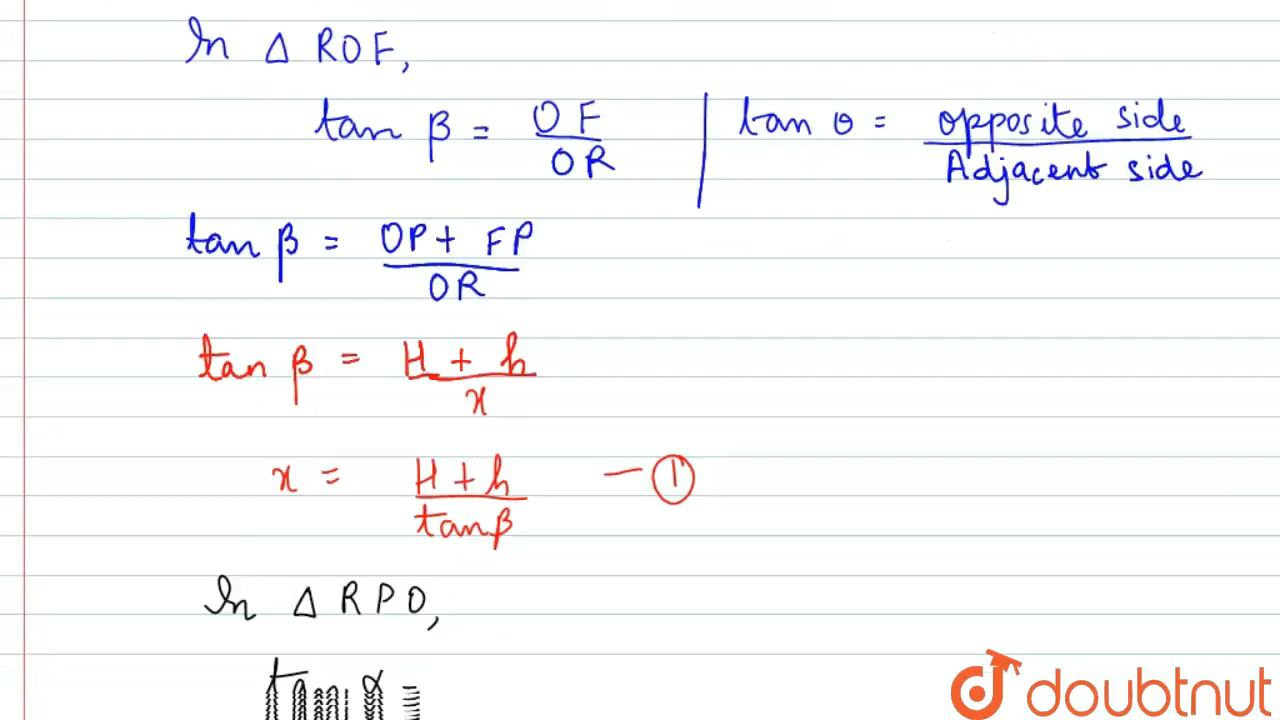 In Δ ROF,
tan β = OF/OR | tan θ = opposite side/Adjacent side
tan β = OP + FP/OR
tan β = H + h/x
x = H + h/tan β — ①
In Δ RPO,
tan α =
doubtnut